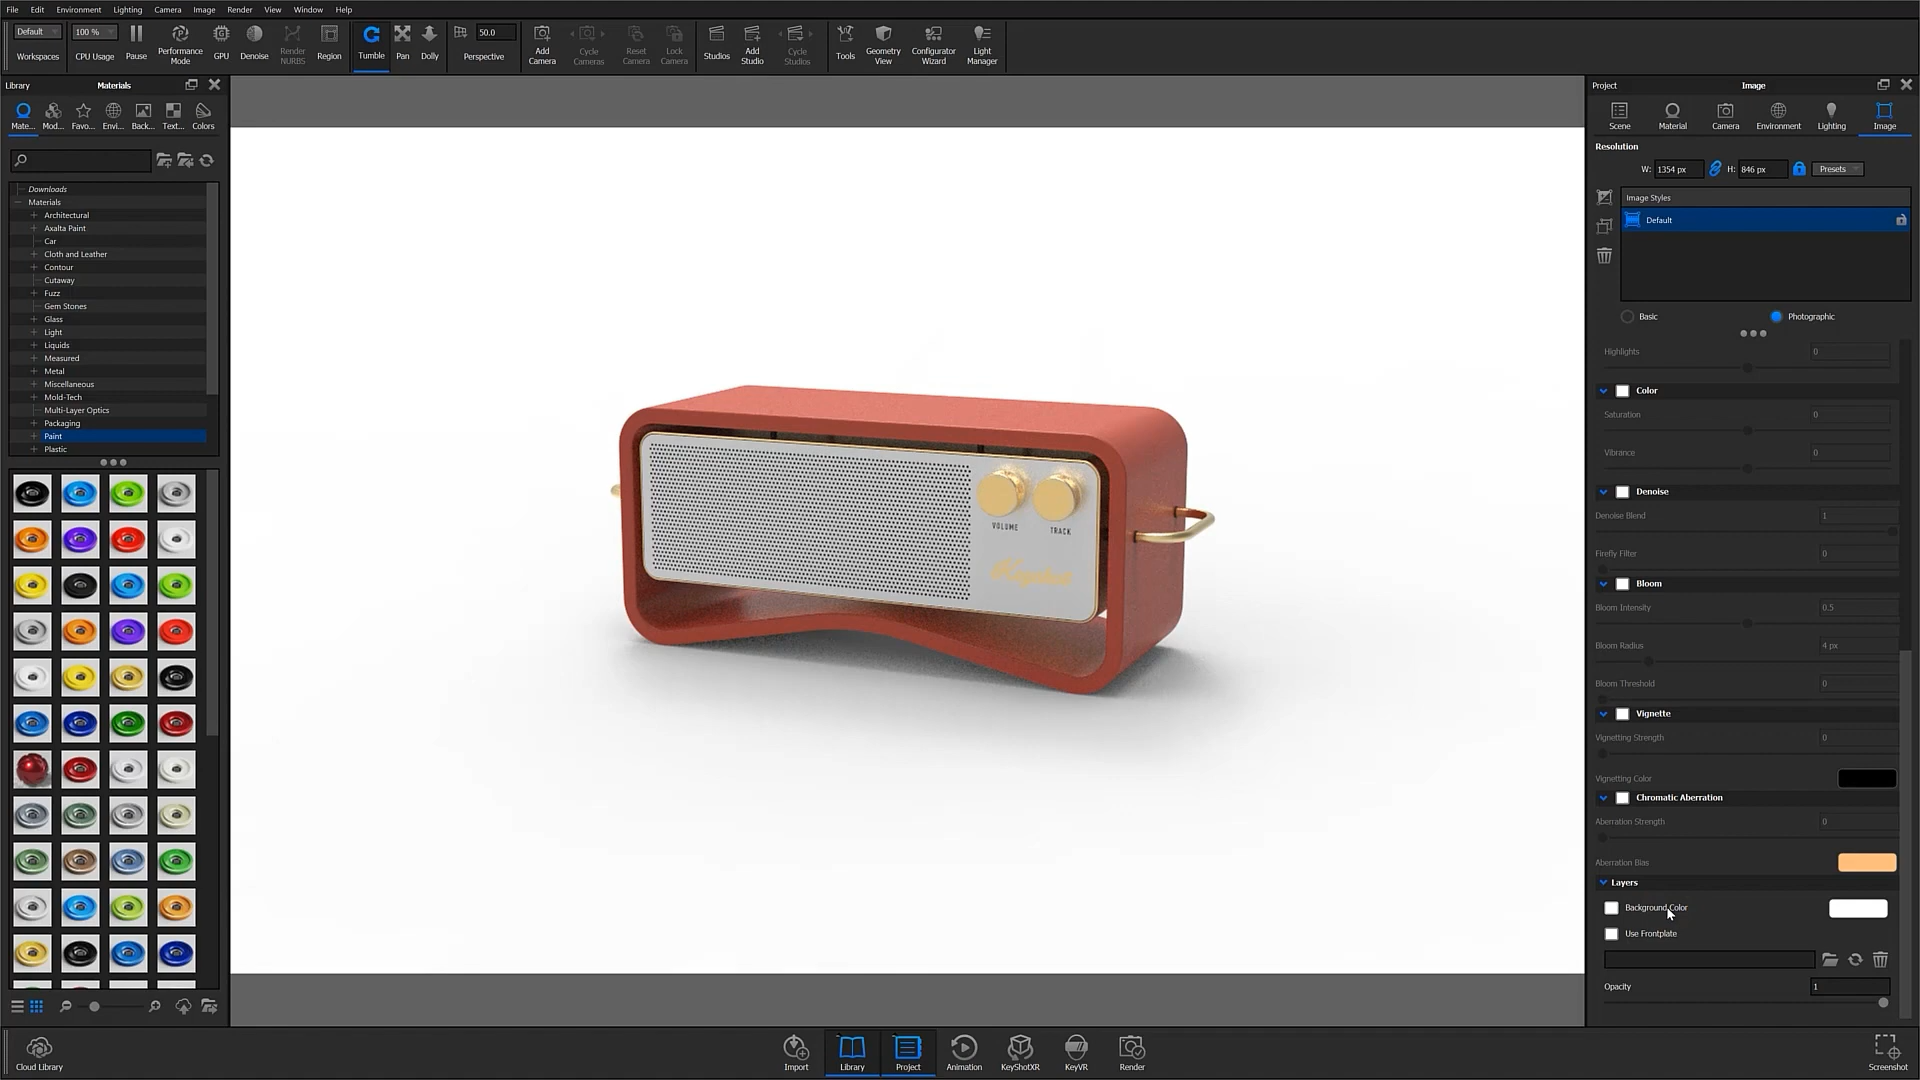 File Edit Environment Lighting Camera Image Render View Window Help
Default 100 % 50.0
Workspaces CPU Usage Pause Performance Mode GPU Denoise Render NURBS Region Tumble Pan Dolly Perspective Add Camera Cycle Cameras Reset Camera Lock Camera Studios Add Studio Cycle Studios Tools Geometry View Configurator Wizard Light Manager
Library Materials
Mate... Mod... Favo... Envi... Back... Text... Colors
Downloads
Materials
Architectural
Axalta Paint
Car
Cloth and Leather
Contour
Cutaway
Fuzz
Gem Stones
Glass
Light
Liquids
Measured
Metal
Miscellaneous
Mold-Tech
Multi-Layer Optics
Packaging
Paint
Plastic
VOLUME TRACK
Project Image
Scene Material Camera Environment Lighting Image
Resolution
W: 1354 px H: 846 px Presets
Image Styles
Default
Basic Photographic
Highlights 0
Color
Saturation 0
Vibrance 0
Denoise
Denoise Blend 1
Firefly Filter 0
Bloom
Bloom Intensity 0.5
Bloom Radius 4 px
Bloom Threshold 0
Vignette
Vignetting Strength 0
Vignetting Color
Chromatic Aberration
Aberration Strength 0
Aberration Bias
Layers
Background Color
Use Frontplate
Opacity 1
Cloud Library Import Library Project Animation KeyShotXR KeyVR Render Screenshot